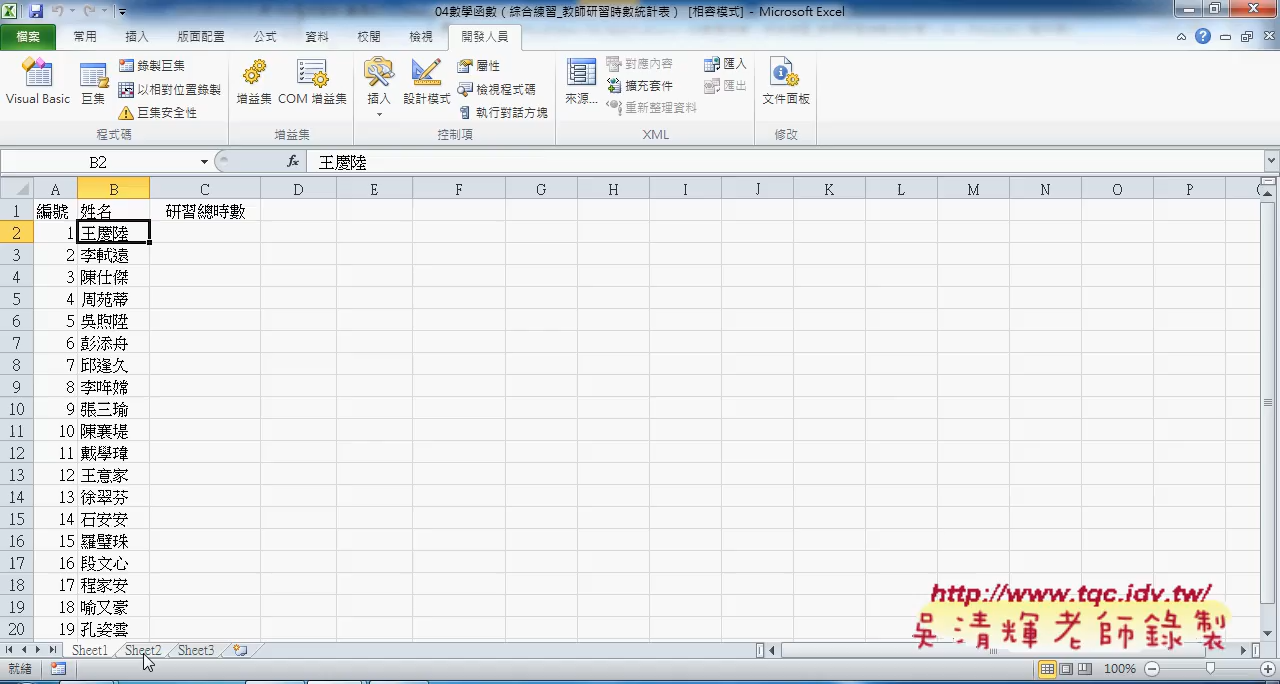 04數學函數（綜合練習_教師研習時數統計表） [相容模式] - Microsoft Excel
檔案 常用 插入 版面配置 公式 資料 校閱 檢視 開發人員
Visual Basic 巨集 錄製巨集 以相對位置錄製 巨集安全性 增益集 COM 增益集 插入 設計模式 屬性 檢視程式碼 執行對話方塊 來源... 對應內容 擴充套件 重新整理資料 匯入 匯出 文件面板
程式碼 增益集 控制項 XML 修改
B2 fx 王慶陸
A B C D E F G H I J K L M N O P
1 編號 姓名 研習總時數
2 1 王慶陸
3 2 李軾遠
4 3 陳仕傑
5 4 周苑蒂
6 5 吳煦陞
7 6 彭添舟
8 7 邱逢久
9 8 李哖嫦
10 9 張三瑜
11 10 陳襄堤
12 11 戴學瑋
13 12 王意家
14 13 徐翠芬
15 14 石安安
16 15 羅璧珠
17 16 段文心
18 17 程家安
19 18 喻又豪
20 19 孔姿雲
http://www.tqc.idv.tw/
吳清輝老師錄製
Sheet1 Sheet2 Sheet3
就緒 100%